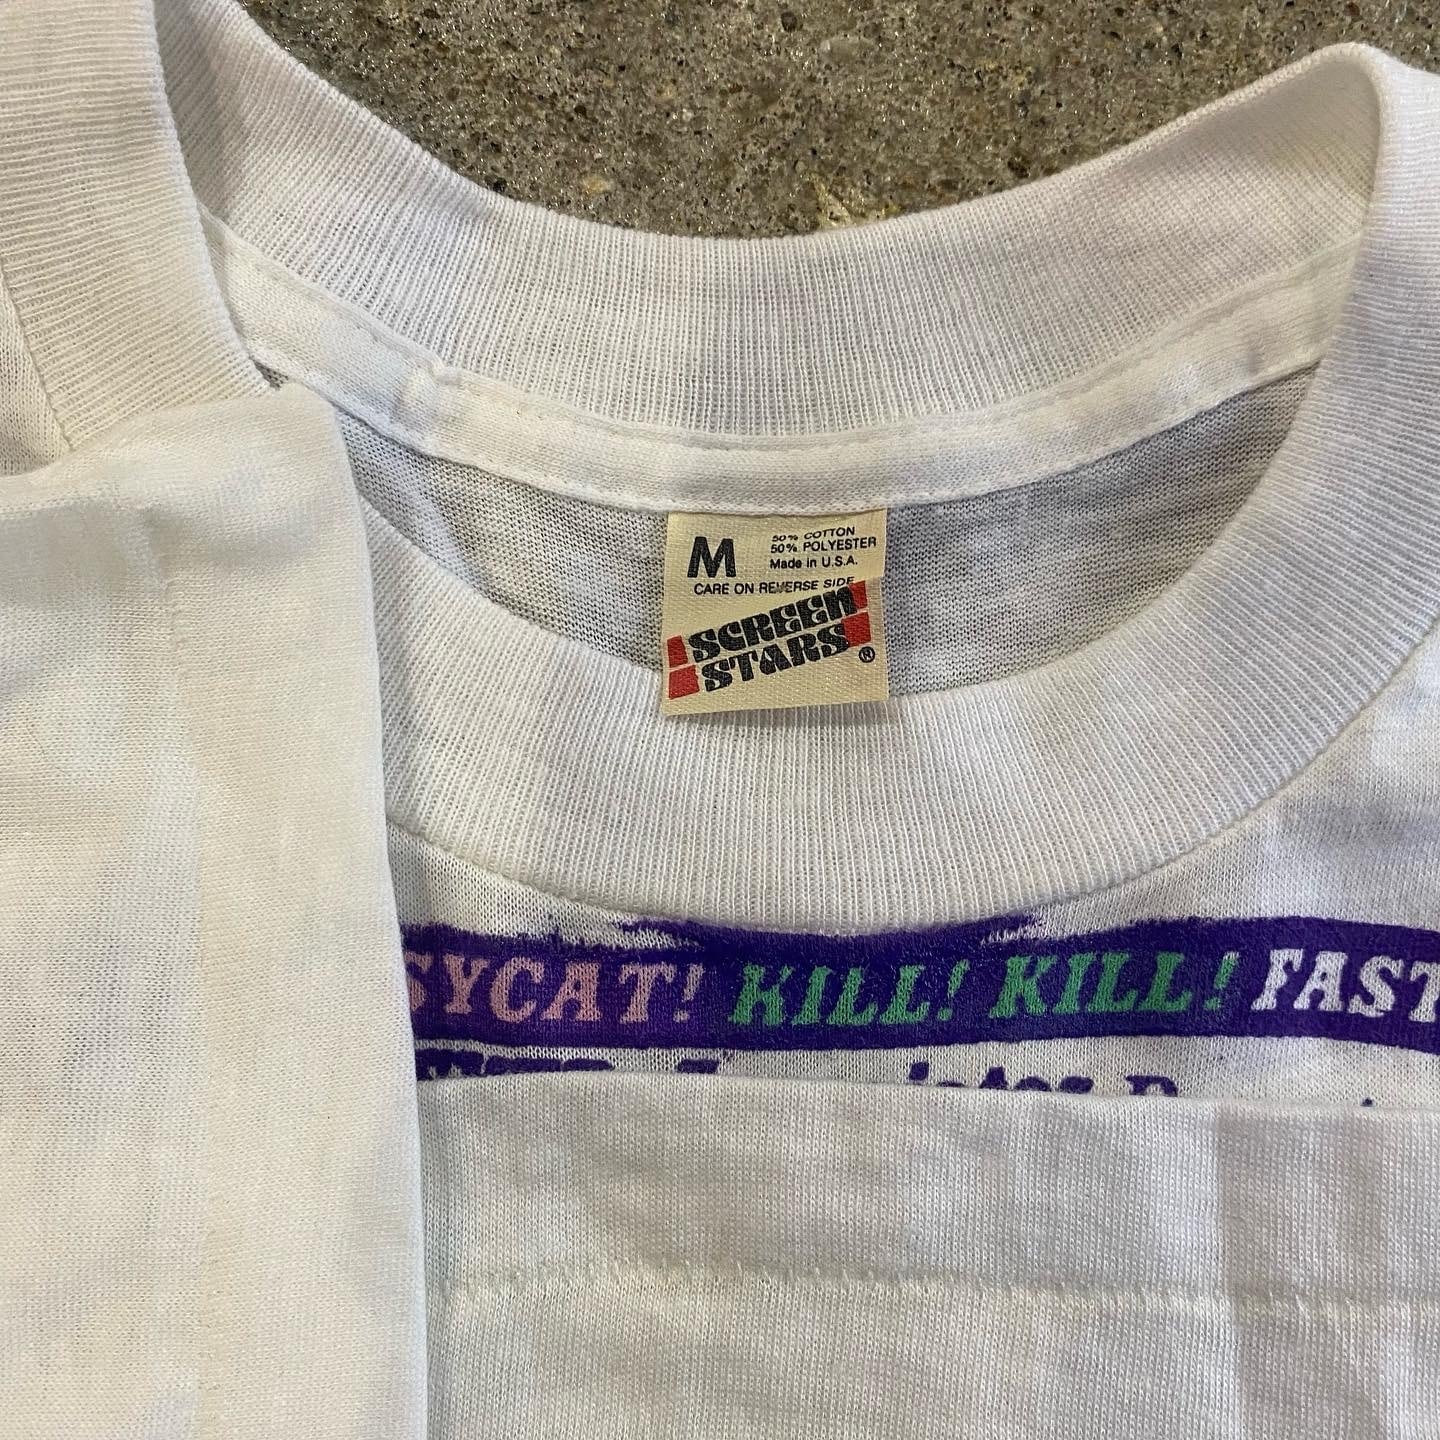 M
50% COTTON
50% POLYESTER
Made in U.S.A.
CARE ON REVERSE SIDE
SCREEN
STARS®
SYCAT! KILL! KILL! FAST